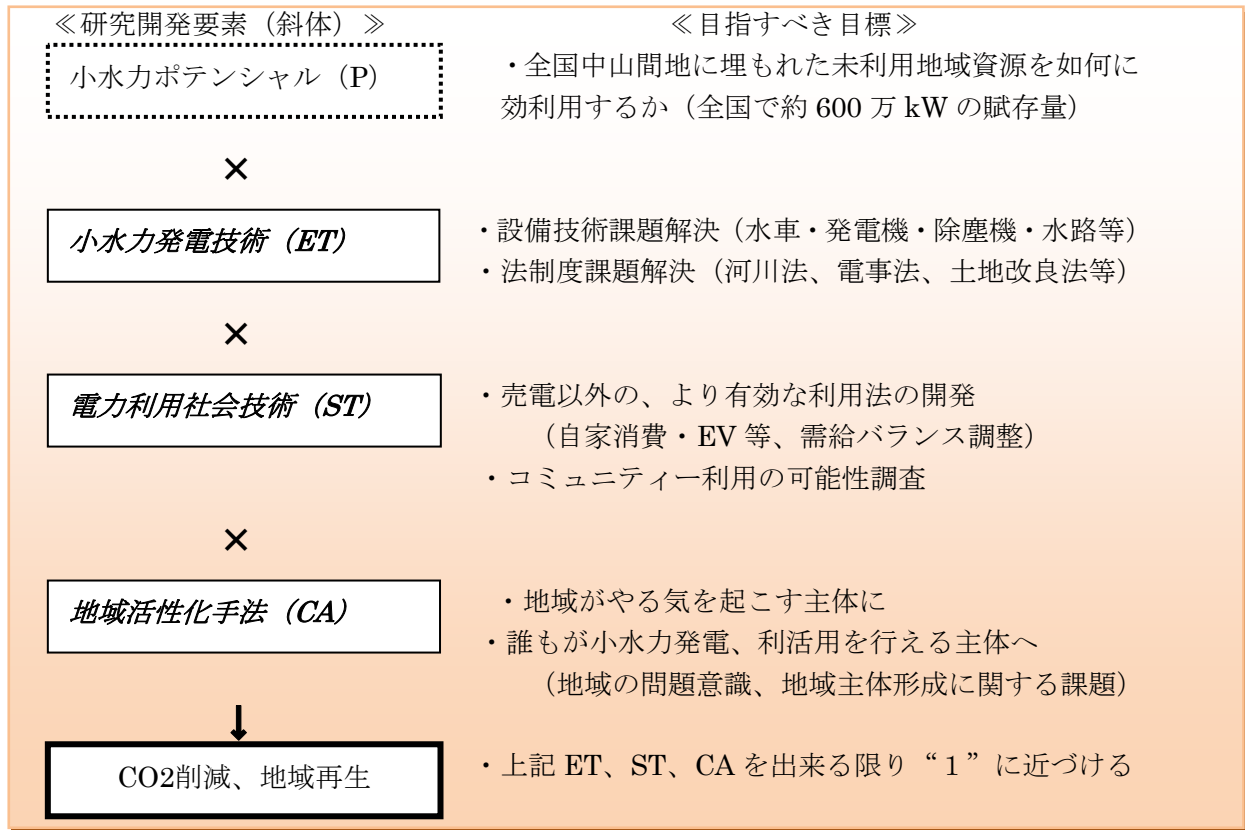 ≪研究開発要素（斜体）≫
≪目指すべき目標≫
小水力ポテンシャル（P）
・全国中山間地に埋もれた未利用地域資源を如何に
効利用するか（全国で約 600 万 kW の賦存量）
×
小水力発電技術（ET）
・設備技術課題解決（水車・発電機・除塵機・水路等）
・法制度課題解決（河川法、電事法、土地改良法等）
×
電力利用社会技術（ST）
・売電以外の、より有効な利用法の開発
（自家消費・EV 等、需給バランス調整）
・コミュニティー利用の可能性調査
×
地域活性化手法（CA）
・地域がやる気を起こす主体に
・誰もが小水力発電、利活用を行える主体へ
（地域の問題意識、地域主体形成に関する課題）
↓
CO2削減、地域再生
・上記 ET、ST、CA を出来る限り“１”に近づける